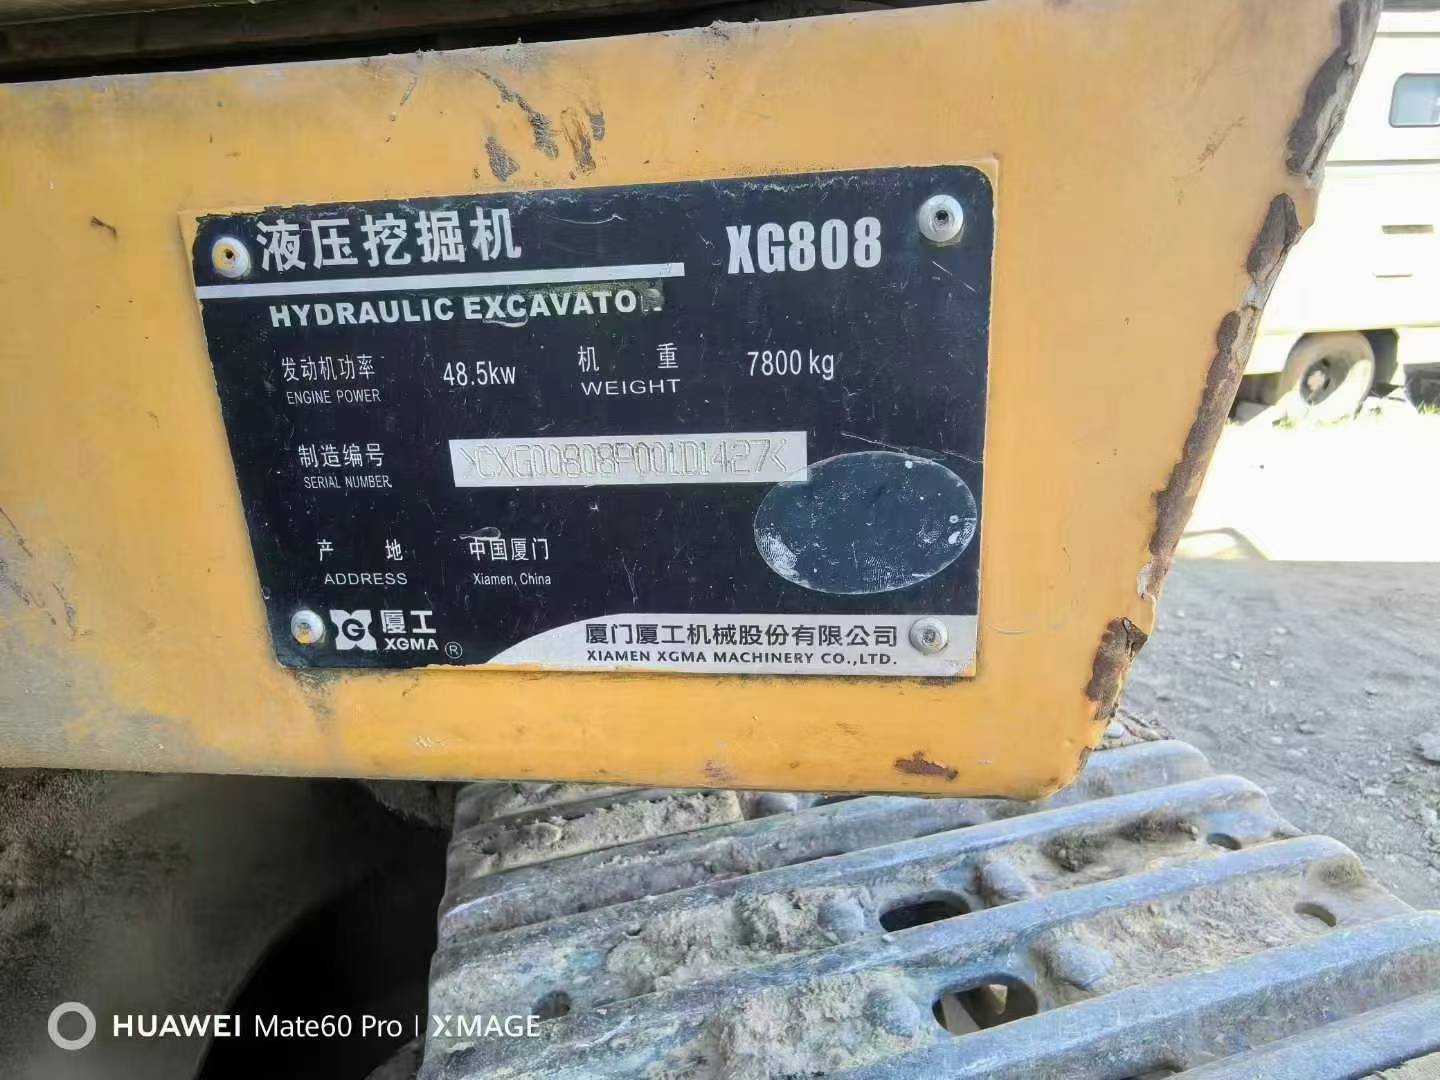 液压挖掘机 XG808
HYDRAULIC EXCAVATOR
发动机功率 48.5kw 机 重 7800 kg
ENGINE POWER WEIGHT
制造编号 >CXG00808P001D1427<
SERIAL NUMBER
产 地 中国厦门
ADDRESS Xiamen, China
G 厦工
XGMA ®
厦门厦工机械股份有限公司
XIAMEN XGMA MACHINERY CO.,LTD.
HUAWEI Mate60 Pro | XMAGE